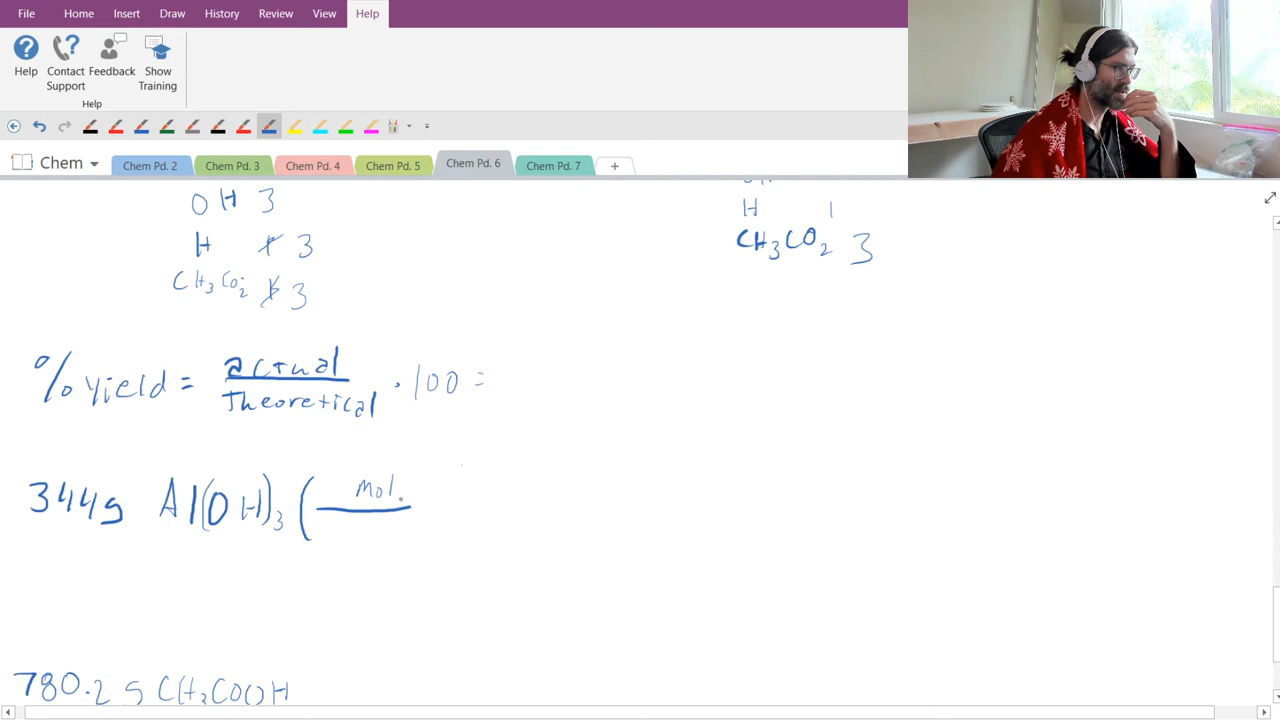 File Home Insert Draw History Review View Help
Help Contact Support Feedback Show Training
Help
Chem Chem Pd. 2 Chem Pd. 3 Chem Pd. 4 Chem Pd. 5 Chem Pd. 6 Chem Pd. 7 +
OH 3
H 1
H 3
CH₃CO₂ 3
CH₃CO₂ 3
% yield = actual / Theoretical · 100 =
344g Al(OH)₃ ( mol.
780.2 g CH₃COOH